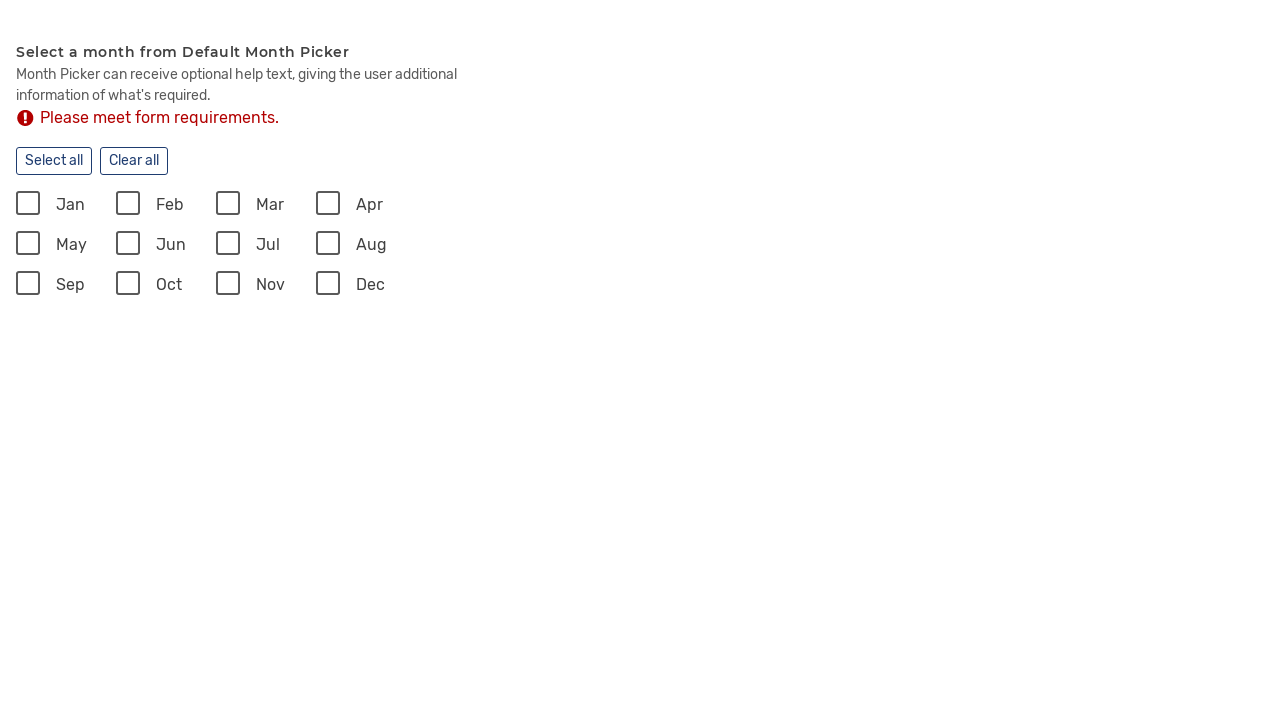 Select a month from Default Month Picker
Month Picker can receive optional help text, giving the user additional
information of what's required.
Please meet form requirements.
Select all Clear all
Jan Feb Mar Apr
May Jun Jul Aug
Sep Oct Nov Dec